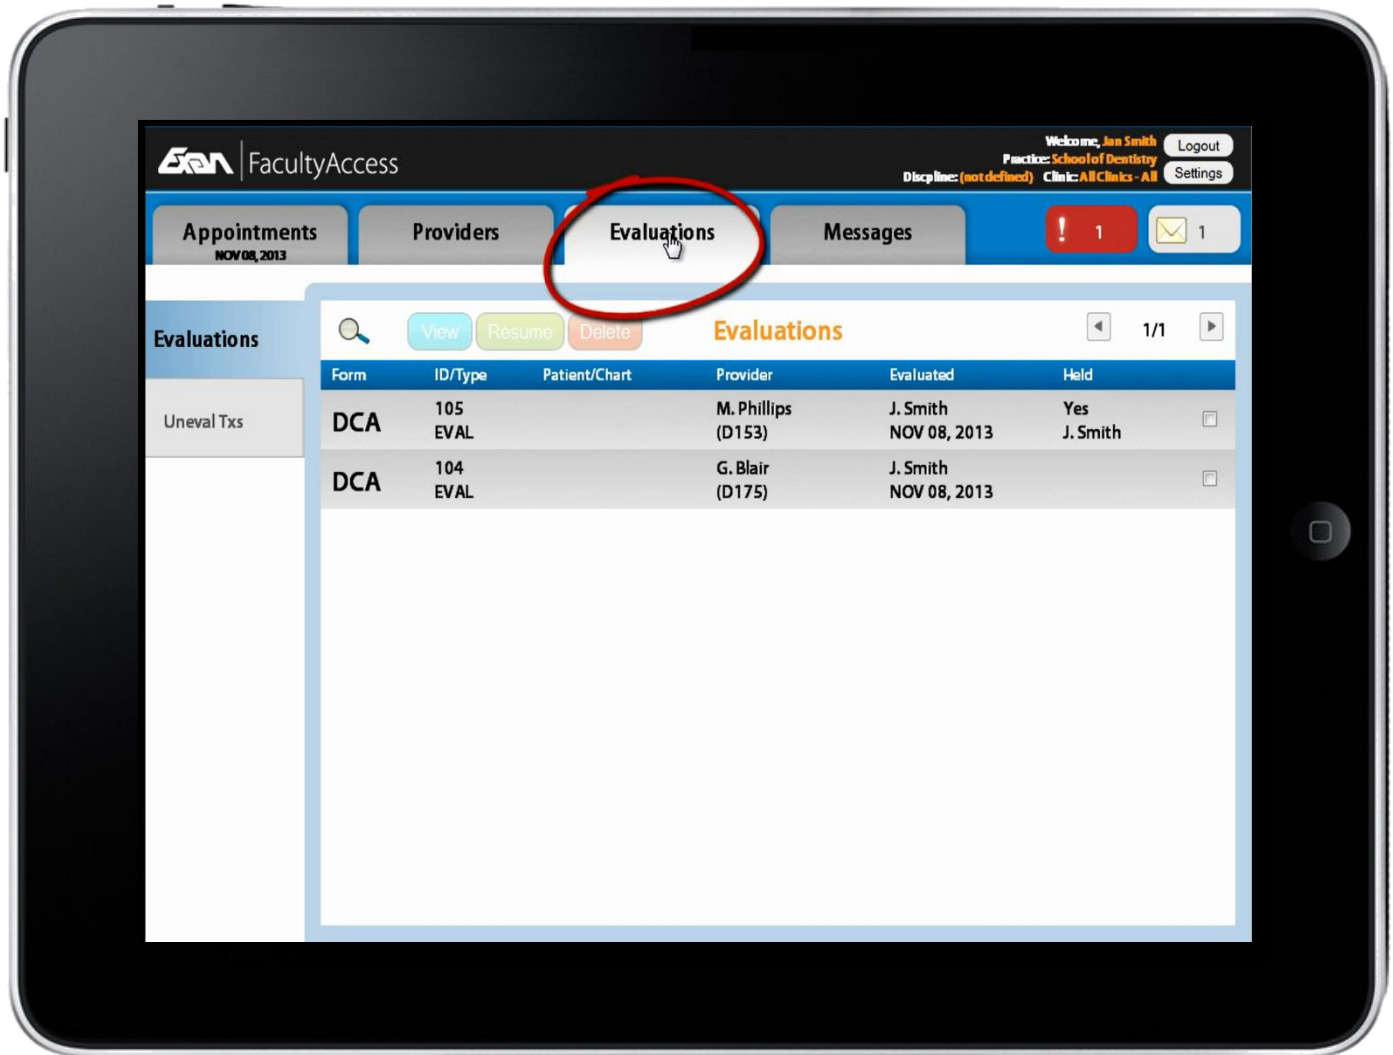 Exan | FacultyAccess
Welcome, Jan Smith
Practice: School of Dentistry
Discpline: (not defined) Clinic: All Clinics - All
Logout
Settings
Appointments
NOV 08, 2013
Providers
Evaluations
Messages
! 1
1
Evaluations
Uneval Txs
View Resume Delete Evaluations 1/1
Form ID/Type Patient/Chart Provider Evaluated Held
DCA
105
EVAL
M. Phillips
(D153)
J. Smith
NOV 08, 2013
Yes
J. Smith
DCA
104
EVAL
G. Blair
(D175)
J. Smith
NOV 08, 2013